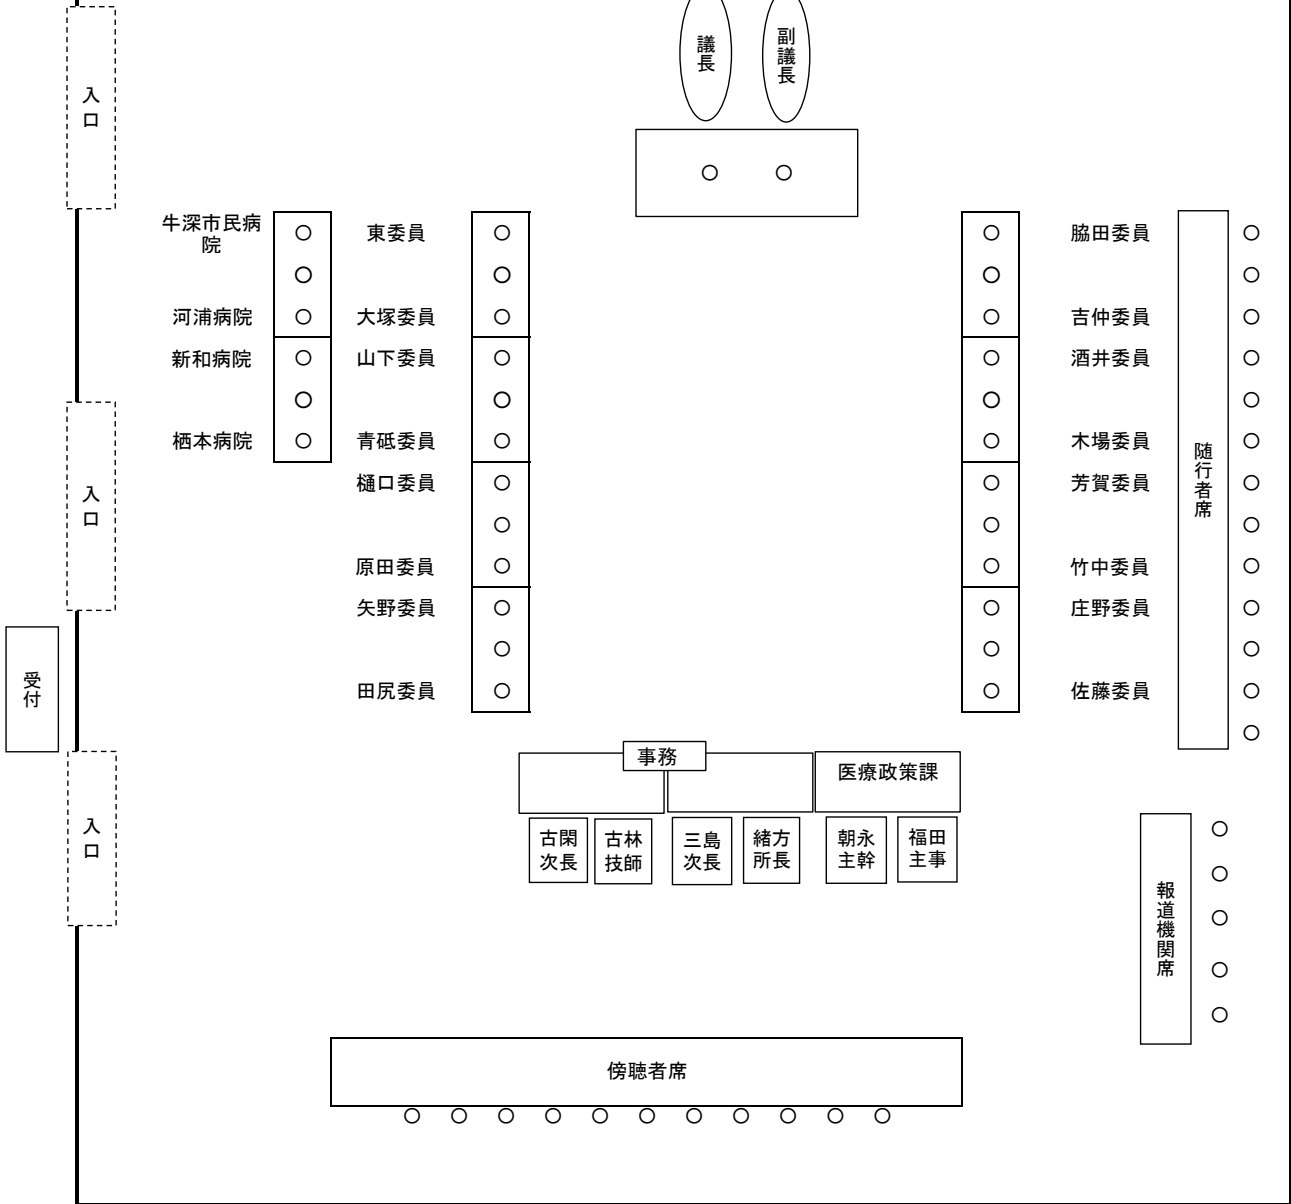 議長
副議長
入口
牛深市民病
院
東委員
脇田委員
河浦病院
大塚委員
吉仲委員
新和病院
山下委員
酒井委員
栖本病院
青砥委員
木場委員
入口
樋口委員
芳賀委員
随行者席
原田委員
竹中委員
矢野委員
庄野委員
受付
田尻委員
佐藤委員
事務
医療政策課
入口
古閑
次長
古林
技師
三島
次長
緒方
所長
朝永
主幹
福田
主事
報道機関席
傍聴者席